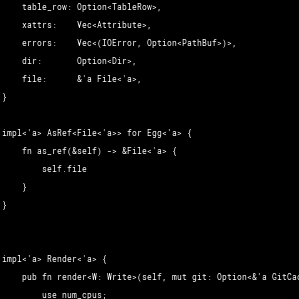 table_row: Option<TableRow>,
xattrs:    Vec<Attribute>,
errors:    Vec<(IOError, Option<PathBuf>)>,
dir:       Option<Dir>,
file:      &'a File<'a>,
}
impl<'a> AsRef<File<'a>> for Egg<'a> {
fn as_ref(&self) -> &File<'a> {
self.file
}
}
impl<'a> Render<'a> {
pub fn render<W: Write>(self, mut git: Option<&'a GitCac
use num_cpus;